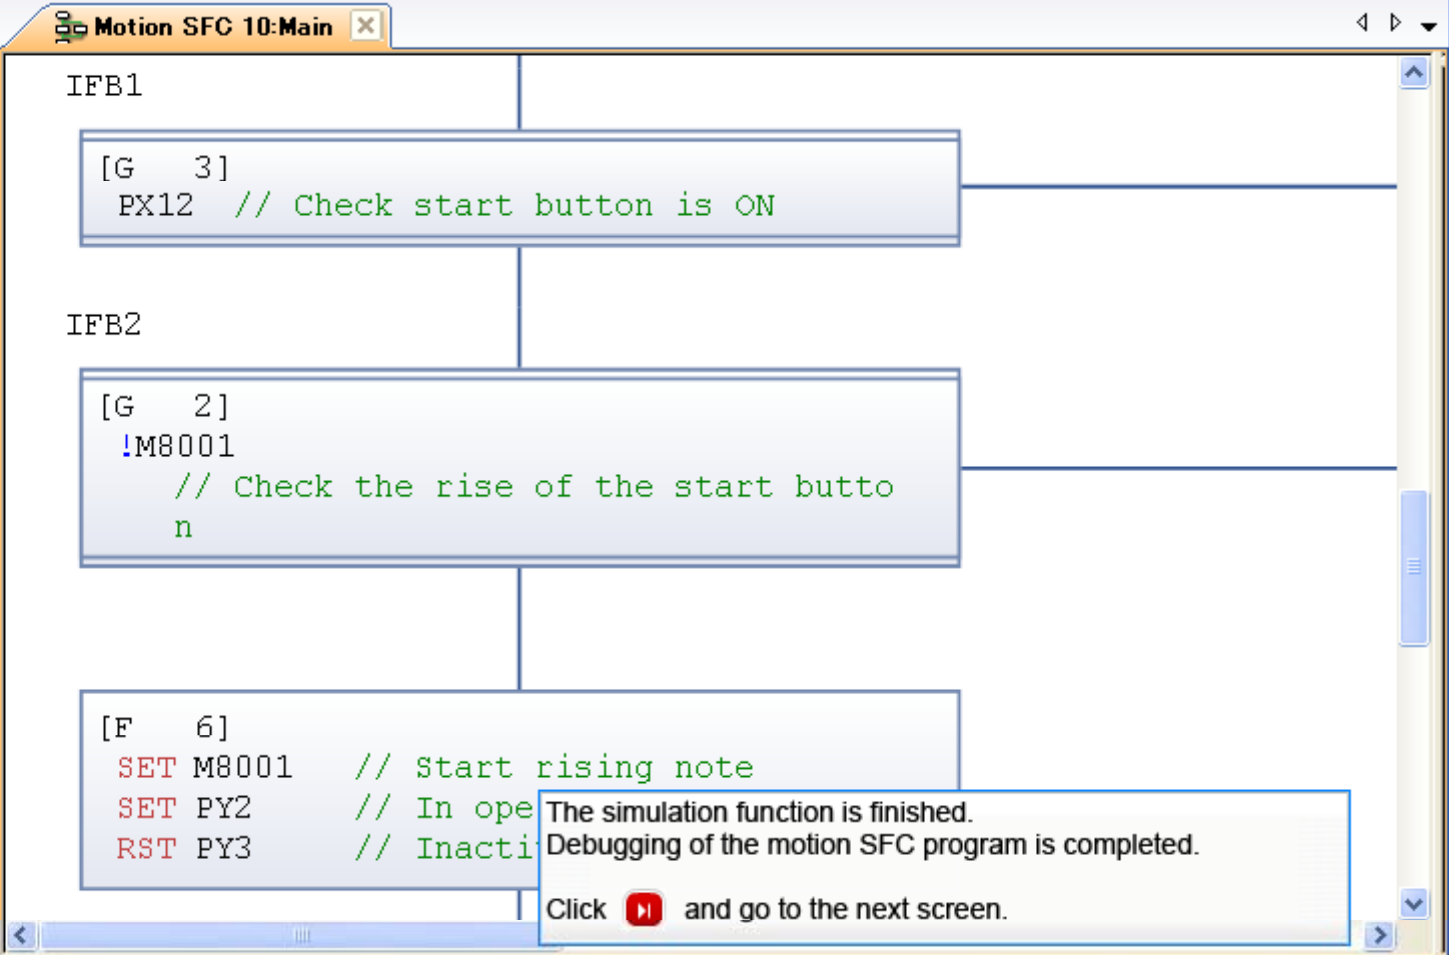 Motion SFC 10:Main
IFB1
[G   3]
PX12 // Check start button is ON
IFB2
[G   2]
!M8001
// Check the rise of the start butto
n
[F   6]
SET M8001 // Start rising note
SET PY2 // In ope
RST PY3 // Inacti
The simulation function is finished.
Debugging of the motion SFC program is completed.
Click and go to the next screen.